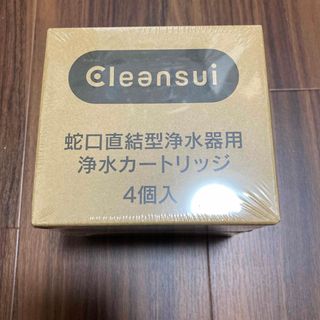 Cleansui
蛇口直結型浄水器用
浄水カートリッジ
4個入